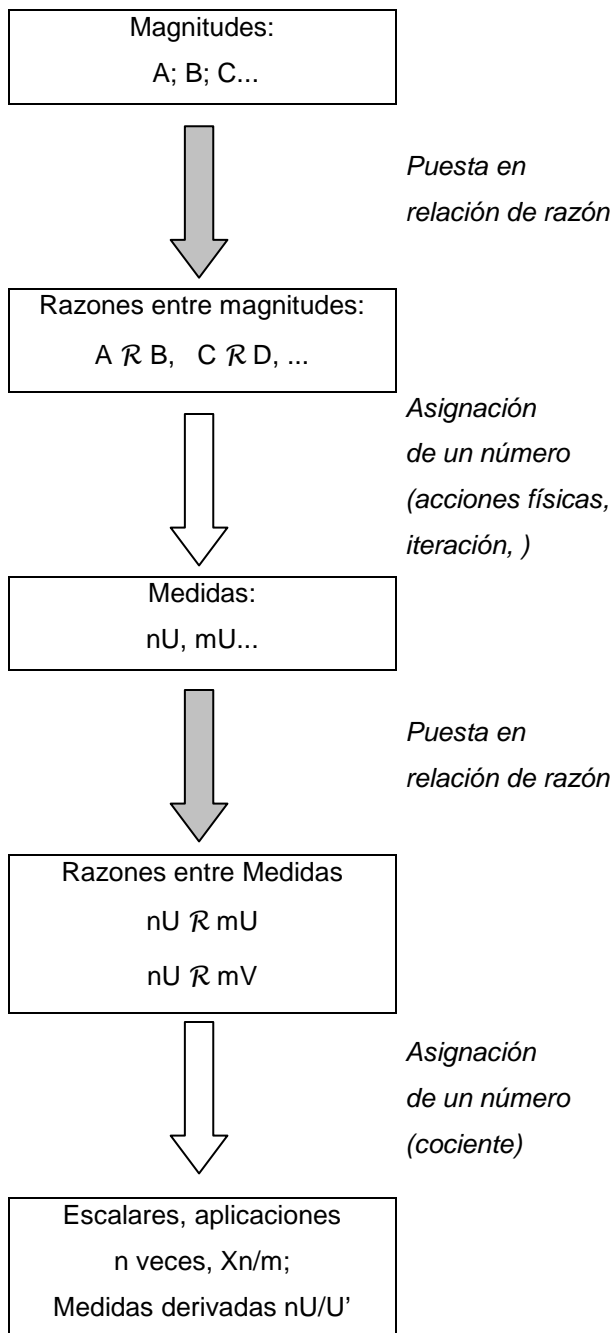 Magnitudes:
A; B; C...
Puesta en
relación de razón
Razones entre magnitudes:
A ℛ B, C ℛ D, ...
Asignación
de un número
(acciones físicas,
iteración, )
Medidas:
nU, mU...
Puesta en
relación de razón
Razones entre Medidas
nU ℛ mU
nU ℛ mV
Asignación
de un número
(cociente)
Escalares, aplicaciones
n veces, Xn/m;
Medidas derivadas nU/U’